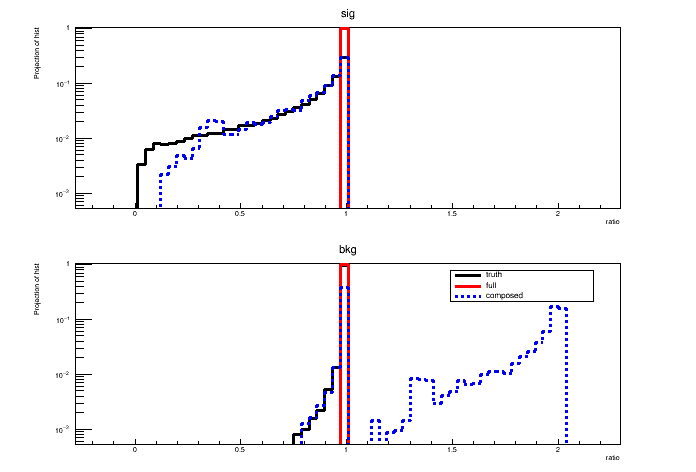 sig
Projection of hist
1
10⁻¹
10⁻²
10⁻³
0 0.5 1 1.5 2
ratio
bkg
Projection of hist
truth
full
composed
1
10⁻¹
10⁻²
10⁻³
0 0.5 1 1.5 2
ratio